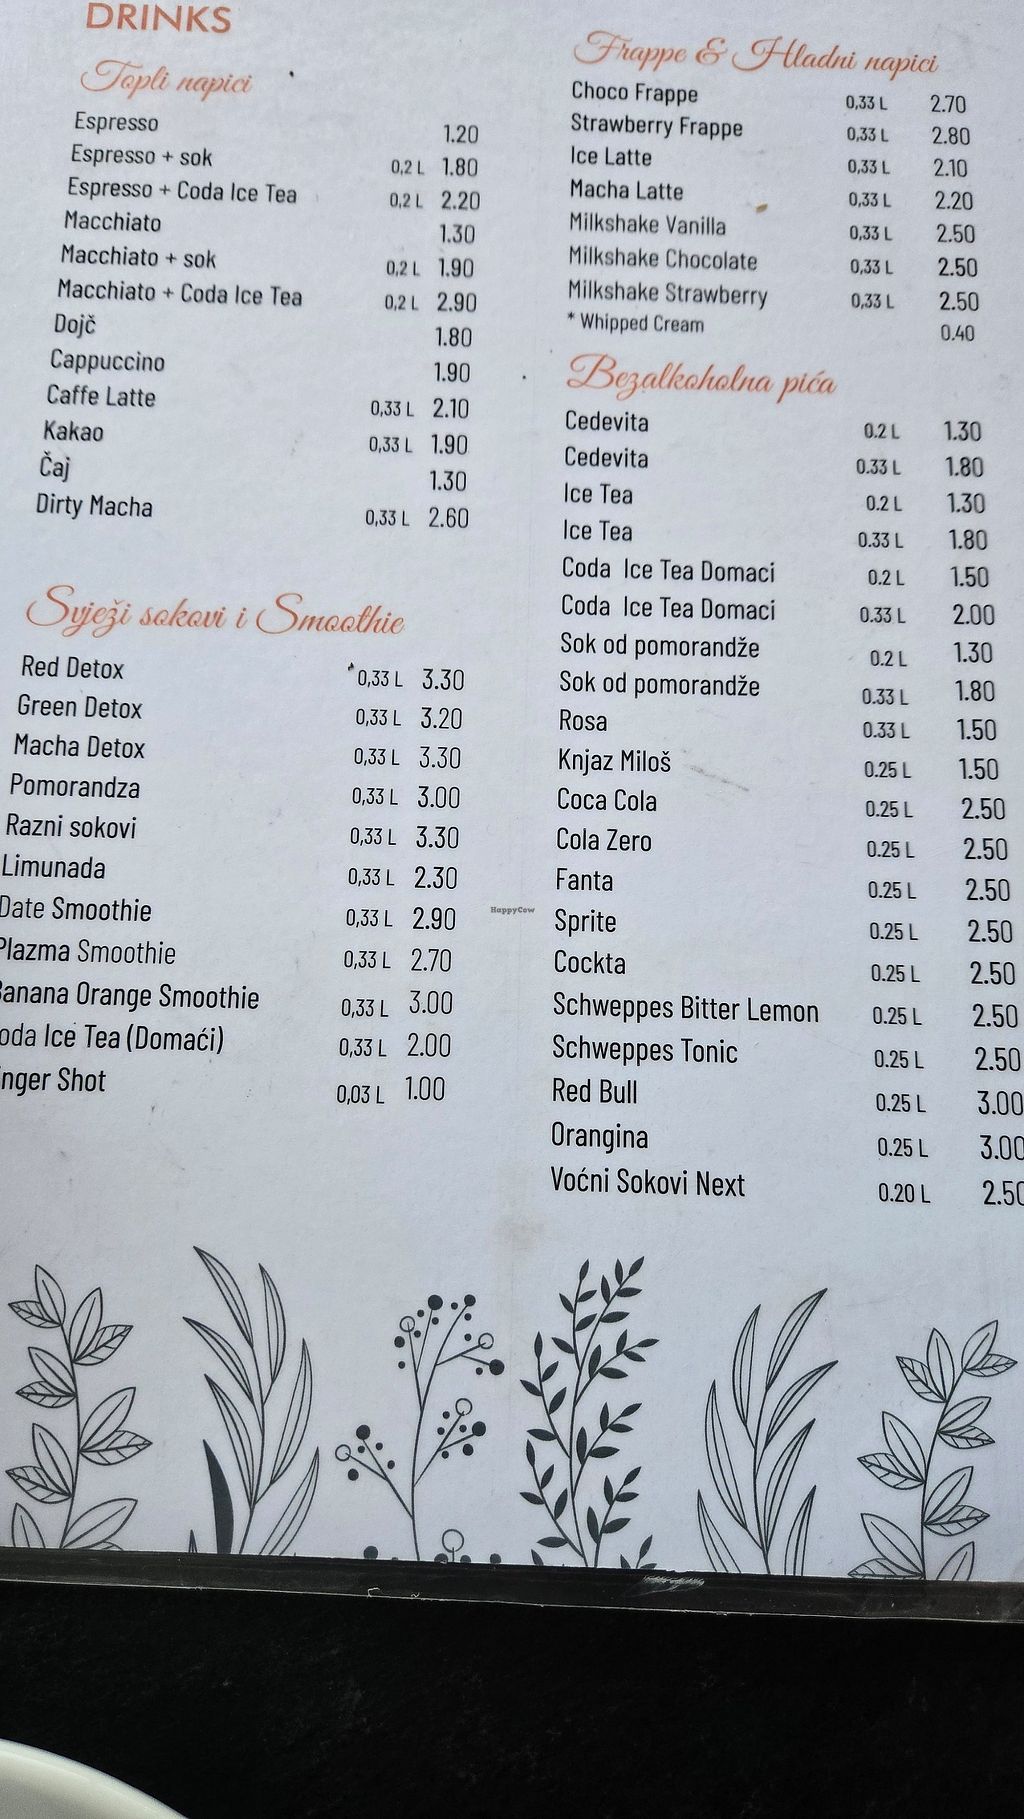 DRINKS
Topli napici
Espresso 1.20
Espresso + sok 0,2 L 1.80
Espresso + Coda Ice Tea 0,2 L 2.20
Macchiato 1.30
Macchiato + sok 0,2 L 1.90
Macchiato + Coda Ice Tea 0,2 L 2.90
Dojč 1.80
Cappuccino 1.90
Caffe Latte 0,33 L 2.10
Kakao 0,33 L 1.90
Čaj 1.30
Dirty Macha 0,33 L 2.60
Svježi sokovi i Smoothie
Red Detox 0,33 L 3.30
Green Detox 0,33 L 3.20
Macha Detox 0,33 L 3.30
Pomorandza 0,33 L 3.00
Razni sokovi 0,33 L 3.30
Limunada 0,33 L 2.30
Date Smoothie 0,33 L 2.90
Plazma Smoothie 0,33 L 2.70
Banana Orange Smoothie 0,33 L 3.00
oda Ice Tea (Domaći) 0,33 L 2.00
inger Shot 0,03 L 1.00
Frappe & Hladni napici
Choco Frappe 0,33 L 2.70
Strawberry Frappe 0,33 L 2.80
Ice Latte 0,33 L 2.10
Macha Latte 0,33 L 2.20
Milkshake Vanilla 0,33 L 2.50
Milkshake Chocolate 0,33 L 2.50
Milkshake Strawberry 0,33 L 2.50
* Whipped Cream 0.40
Bezalkoholna pića
Cedevita 0.2 L 1.30
Cedevita 0.33 L 1.80
Ice Tea 0.2 L 1.30
Ice Tea 0.33 L 1.80
Coda Ice Tea Domaci 0.2 L 1.50
Coda Ice Tea Domaci 0.33 L 2.00
Sok od pomorandže 0.2 L 1.30
Sok od pomorandže 0.33 L 1.80
Rosa 0.33 L 1.50
Knjaz Miloš 0.25 L 1.50
Coca Cola 0.25 L 2.50
Cola Zero 0.25 L 2.50
Fanta 0.25 L 2.50
Sprite 0.25 L 2.50
Cockta 0.25 L 2.50
Schweppes Bitter Lemon 0.25 L 2.50
Schweppes Tonic 0.25 L 2.50
Red Bull 0.25 L 3.00
Orangina 0.25 L 3.00
Voćni Sokovi Next 0.20 L 2.50
HappyCow